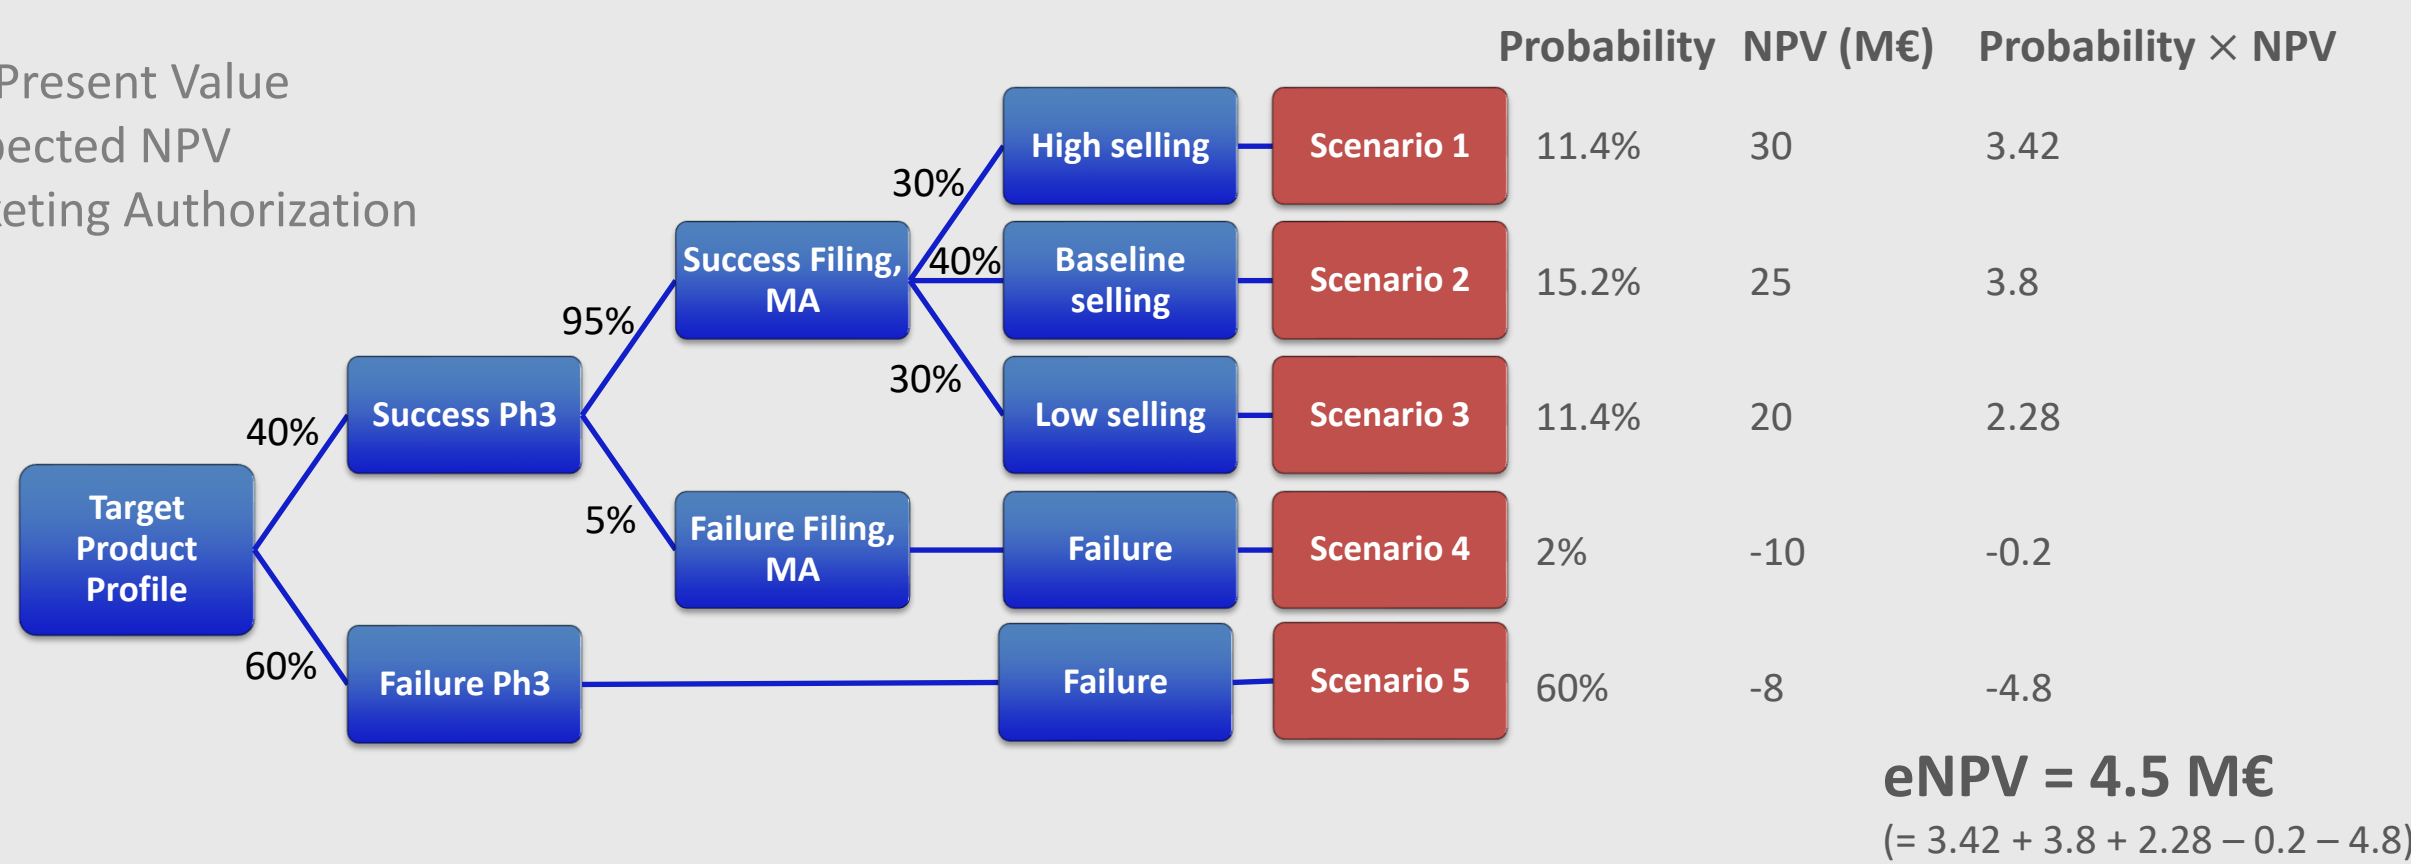 Present Value
pected NPV
keting Authorization
Probability NPV (M€) Probability × NPV
High selling Scenario 1 11.4% 30 3.42
30%
Success Filing,
MA
40%
Baseline
selling
Scenario 2 15.2% 25 3.8
95%
30%
Success Ph3
Low selling Scenario 3 11.4% 20 2.28
40%
Target
Product
Profile
5%
Failure Filing,
MA
Failure Scenario 4 2% -10 -0.2
60%
Failure Ph3 Failure Scenario 5 60% -8 -4.8
eNPV = 4.5 M€
(= 3.42 + 3.8 + 2.28 – 0.2 – 4.8)